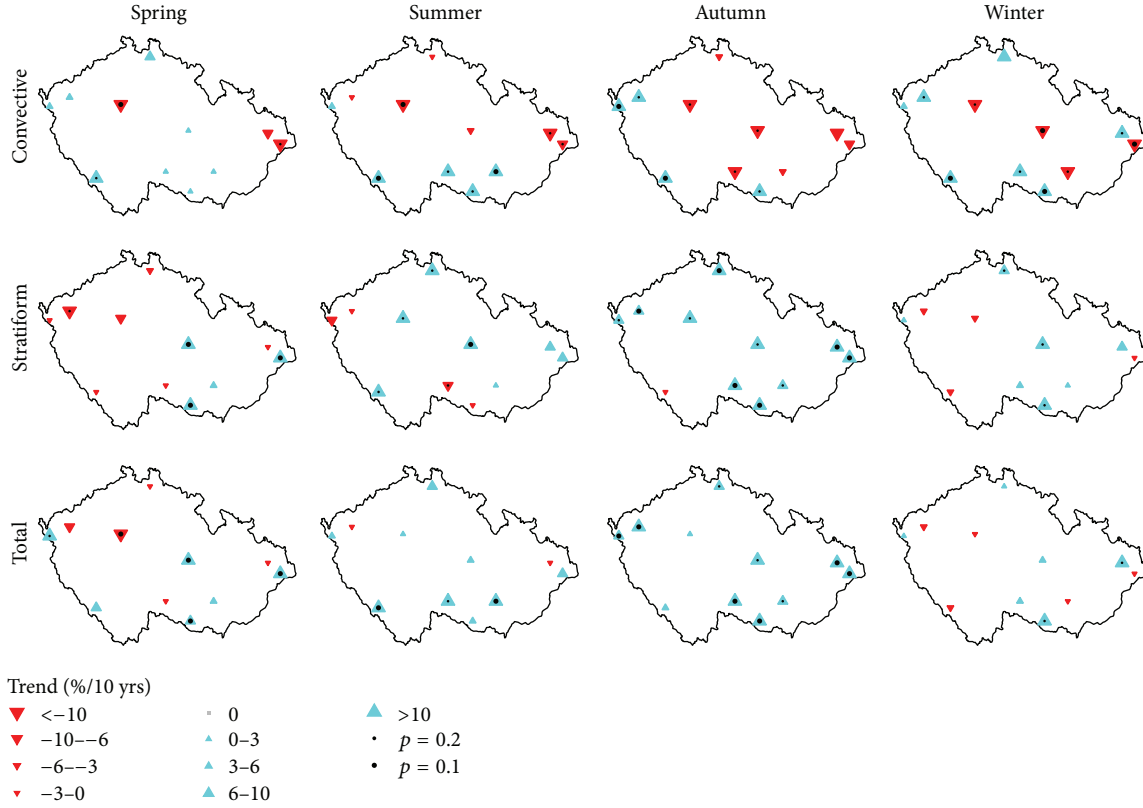 Spring Summer Autumn Winter
Convective
Stratiform
Total
Trend (%/10 yrs)
<−10 0 >10
−10–−6 0–3 p = 0.2
−6–−3 3–6 p = 0.1
−3–0 6–10